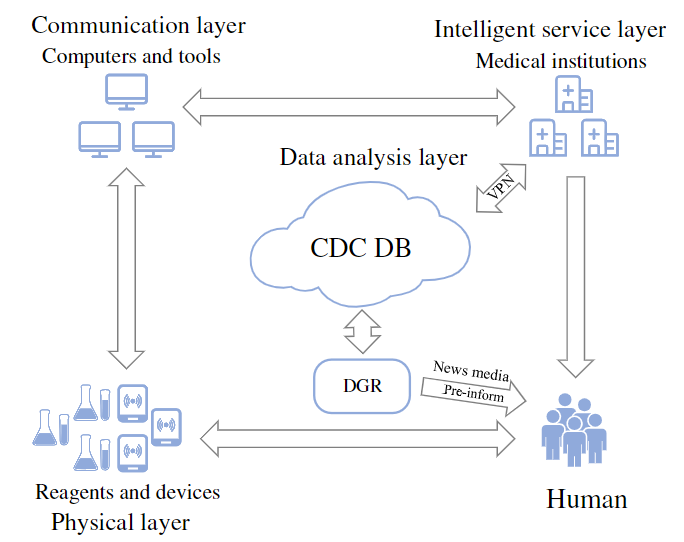 Communication layer
Computers and tools
Intelligent service layer
Medical institutions
Data analysis layer
VPN
CDC DB
DGR
News media
Pre-inform
Reagents and devices
Physical layer
Human